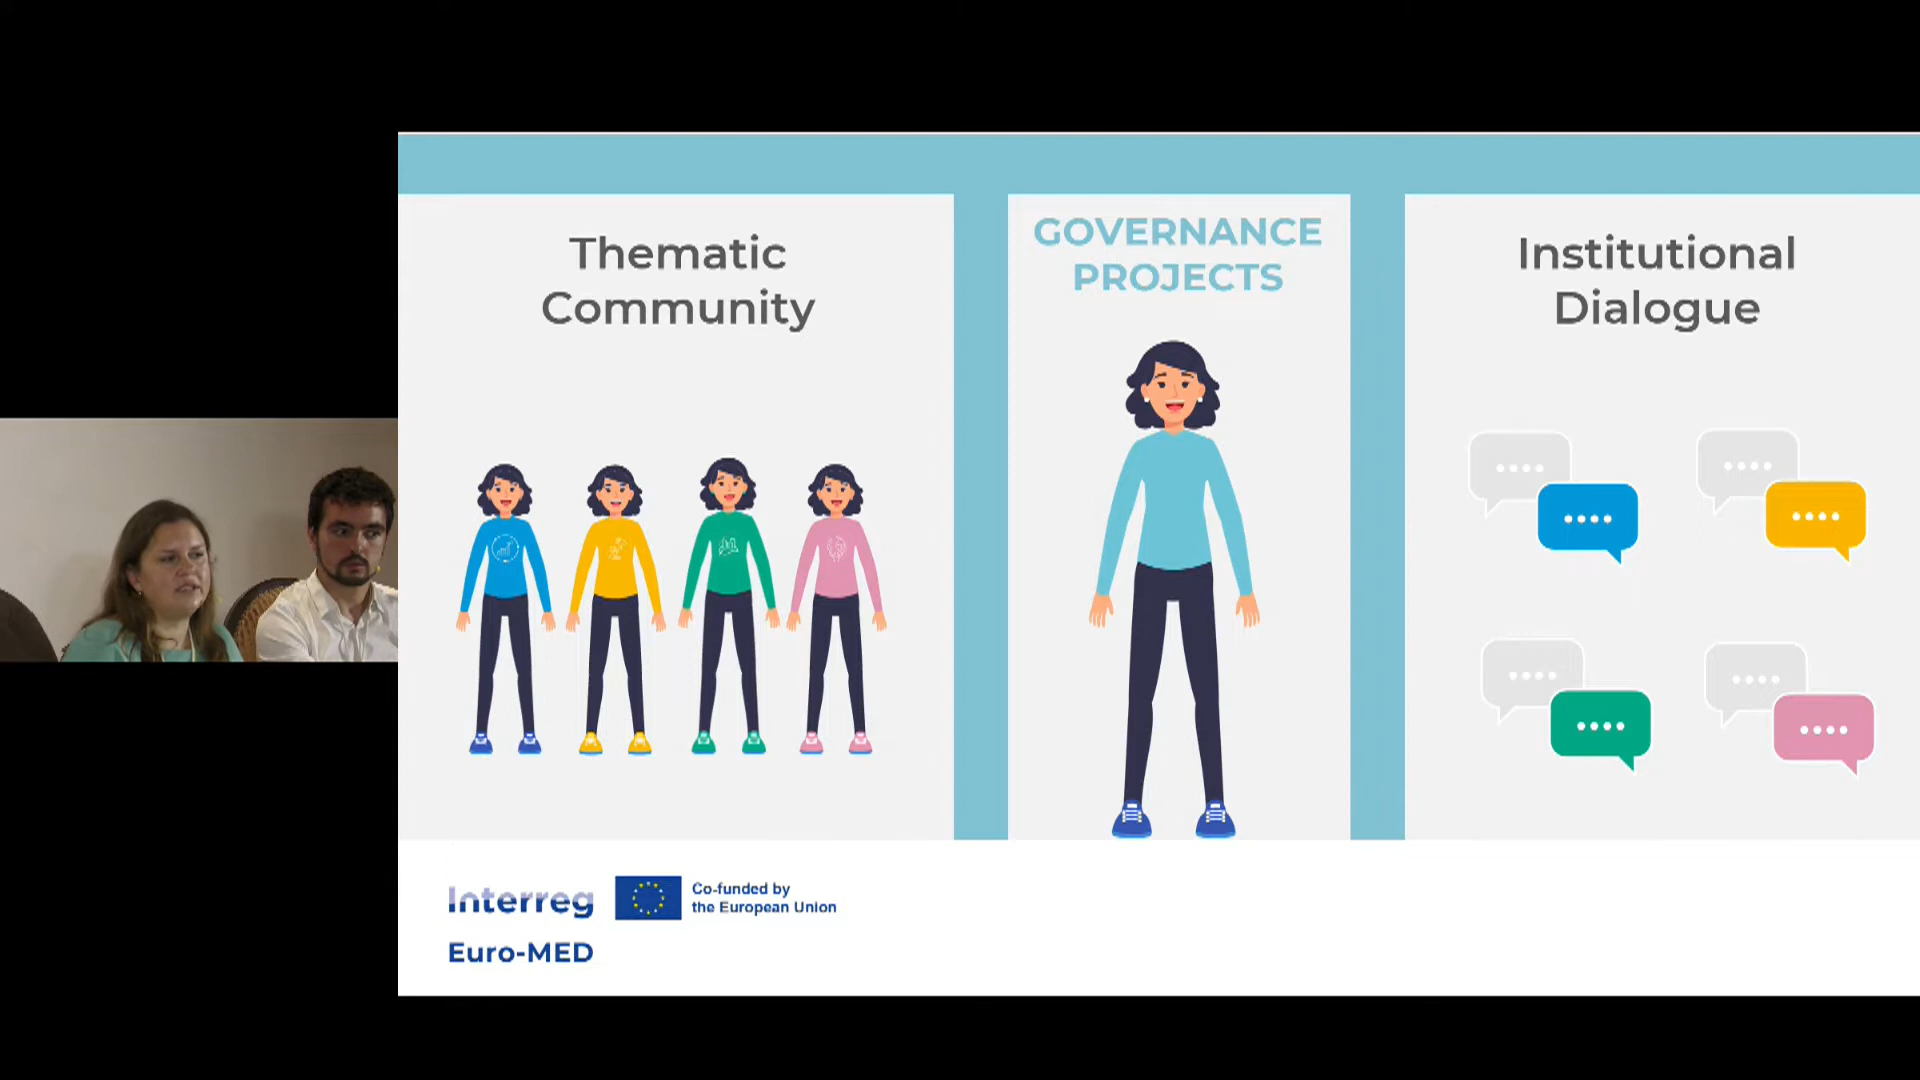 Thematic
Community
GOVERNANCE
PROJECTS
Institutional
Dialogue
Interreg
Co-funded by
the European Union
Euro-MED